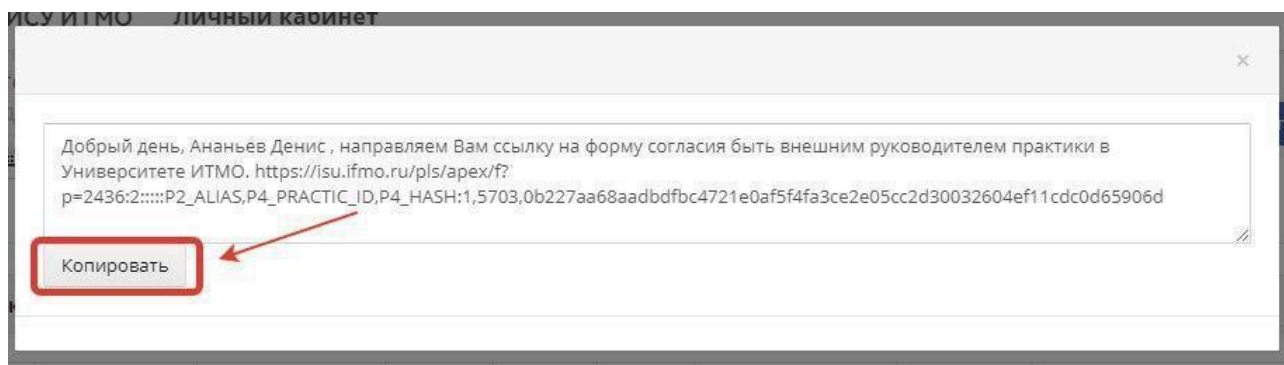 ИСУ ИТМО Личный кабинет
×
Добрый день, Ананьев Денис , направляем Вам ссылку на форму согласия быть внешним руководителем практики в
Университете ИТМО. https://isu.ifmo.ru/pls/apex/f?
p=2436:2:::::P2_ALIAS,P4_PRACTIC_ID,P4_HASH:1,5703,0b227aa68aadbdfbc4721e0af5f4fa3ce2e05cc2d30032604ef11cdc0d65906d
Копировать